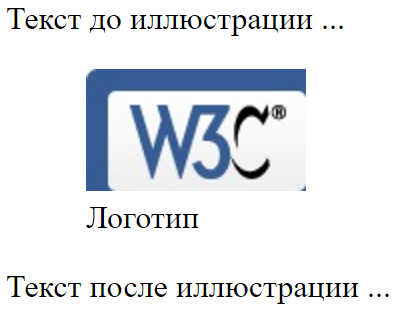 Текст до иллюстрации ...
W3C®
Логотип
Текст после иллюстрации ...